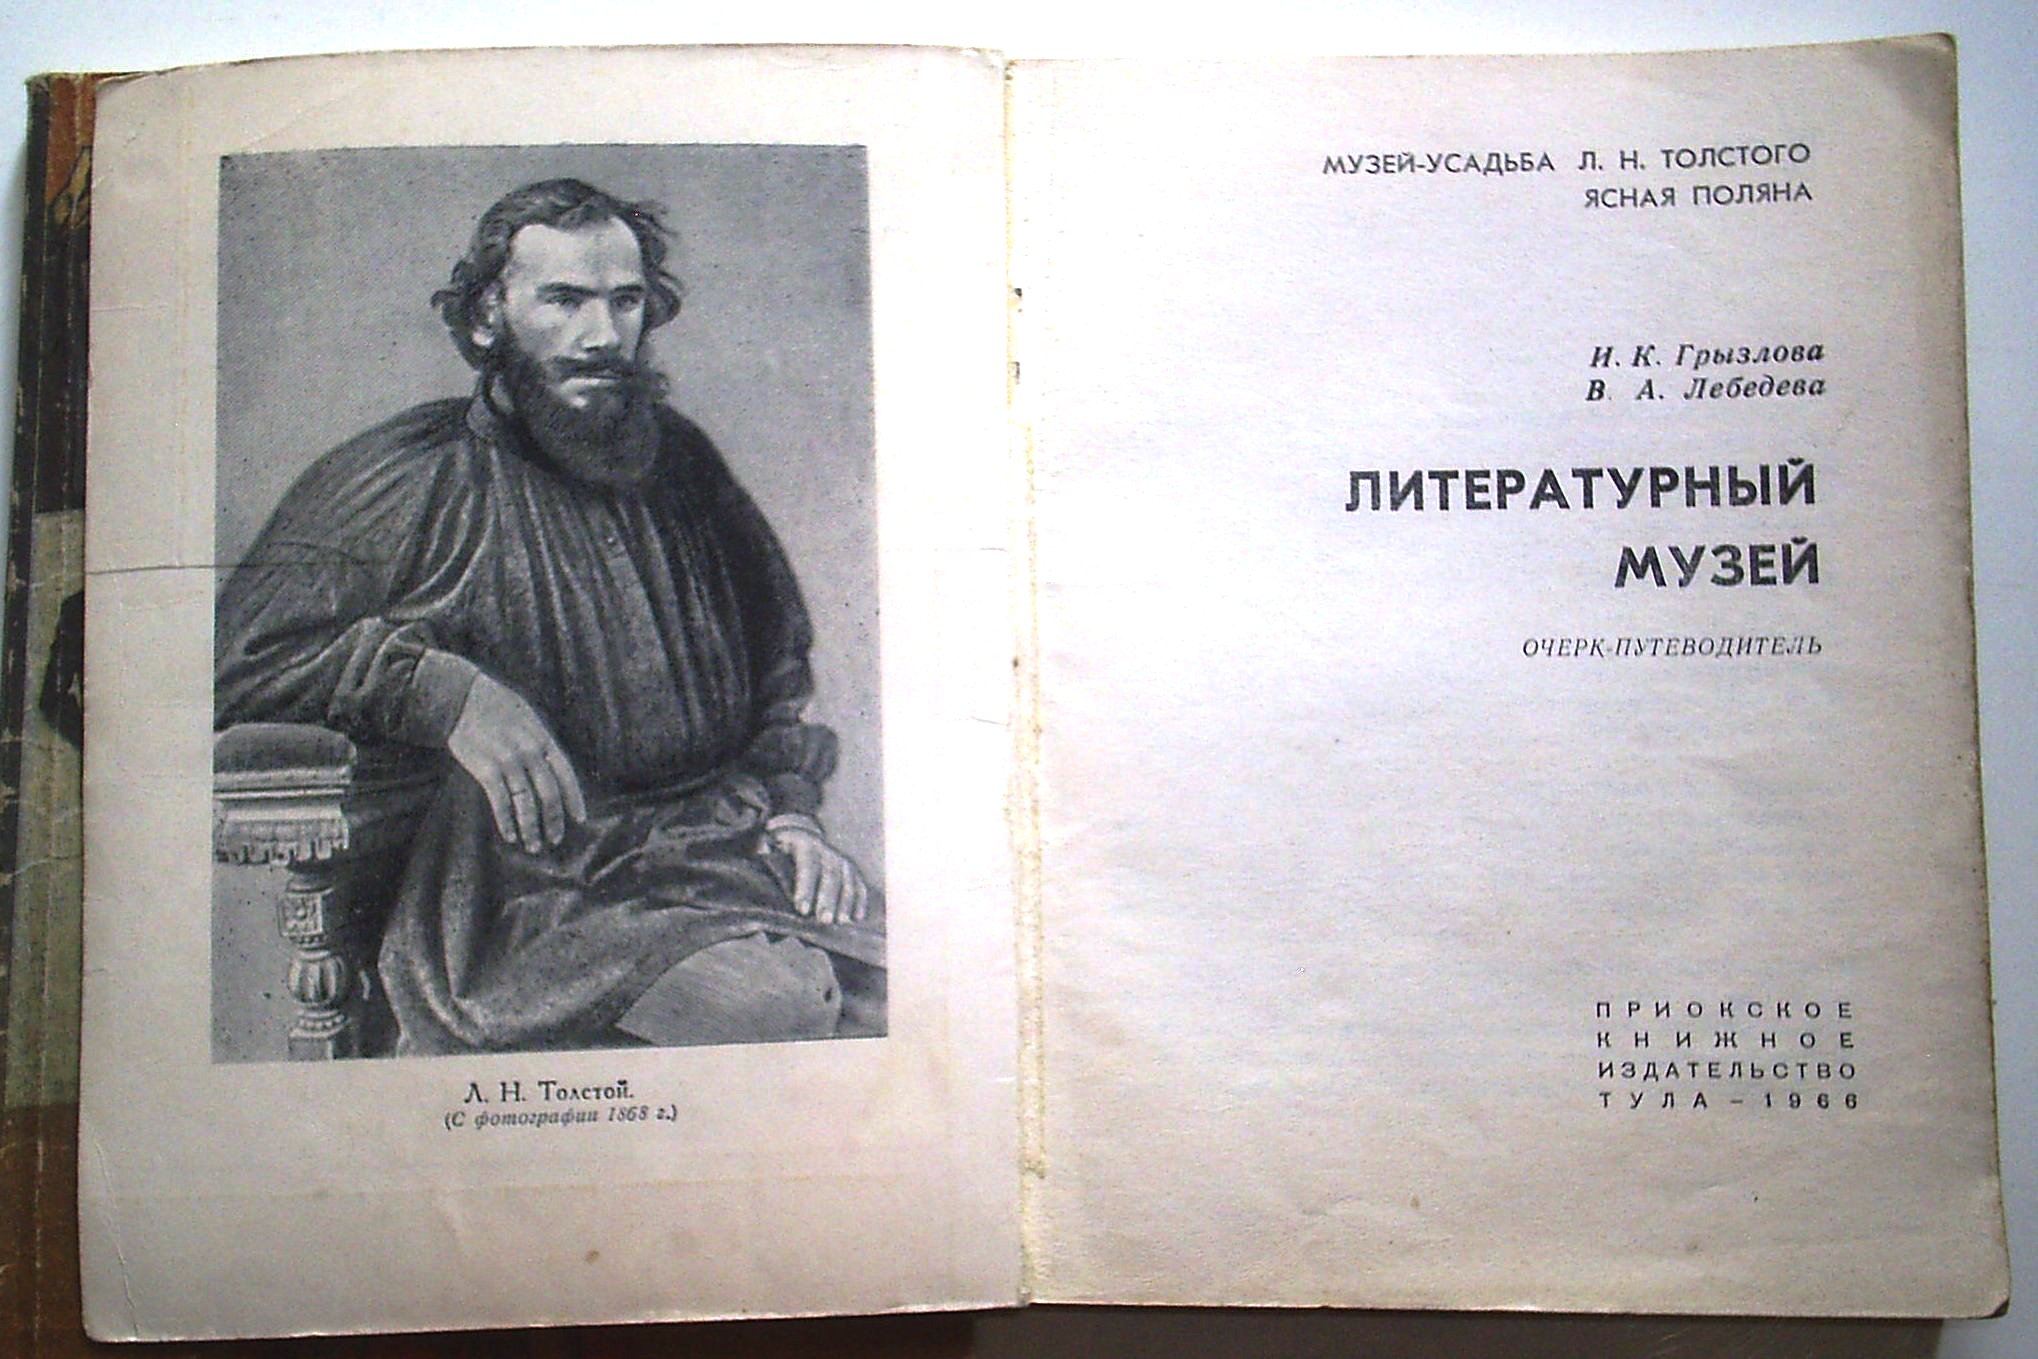 Л. Н. Толстой.
(С фотографии 1868 г.)
МУЗЕЙ-УСАДЬБА Л. Н. ТОЛСТОГО
ЯСНАЯ ПОЛЯНА
И. К. Грызлова
В. А. Лебедева
ЛИТЕРАТУРНЫЙ
МУЗЕЙ
ОЧЕРК-ПУТЕВОДИТЕЛЬ
ПРИОКСКОЕ
КНИЖНОЕ
ИЗДАТЕЛЬСТВО
ТУЛА – 1966